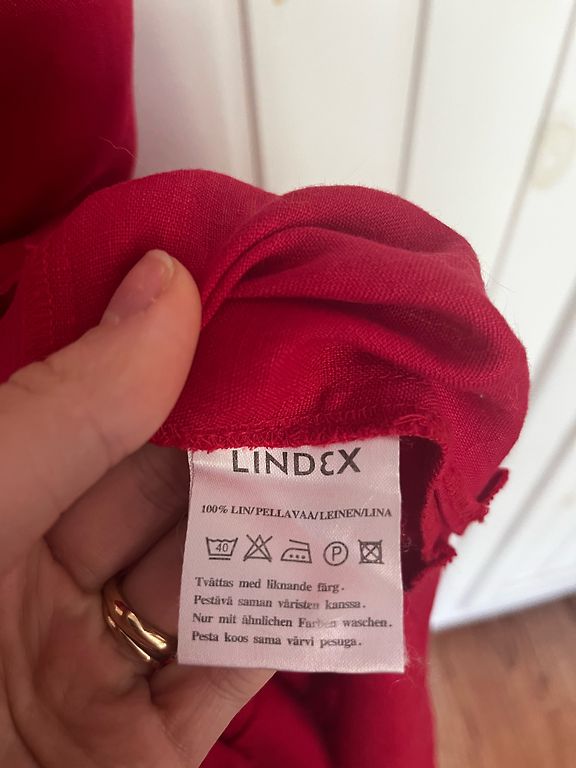 LINDEX
100% LIN/PELLAVAA/LEINEN/LINA
40 P
Tvättas med liknande färg.
Pestävä saman väristen kanssa.
Nur mit ähnlichen Farben waschen.
Pesta koos sama värvi pesuga.